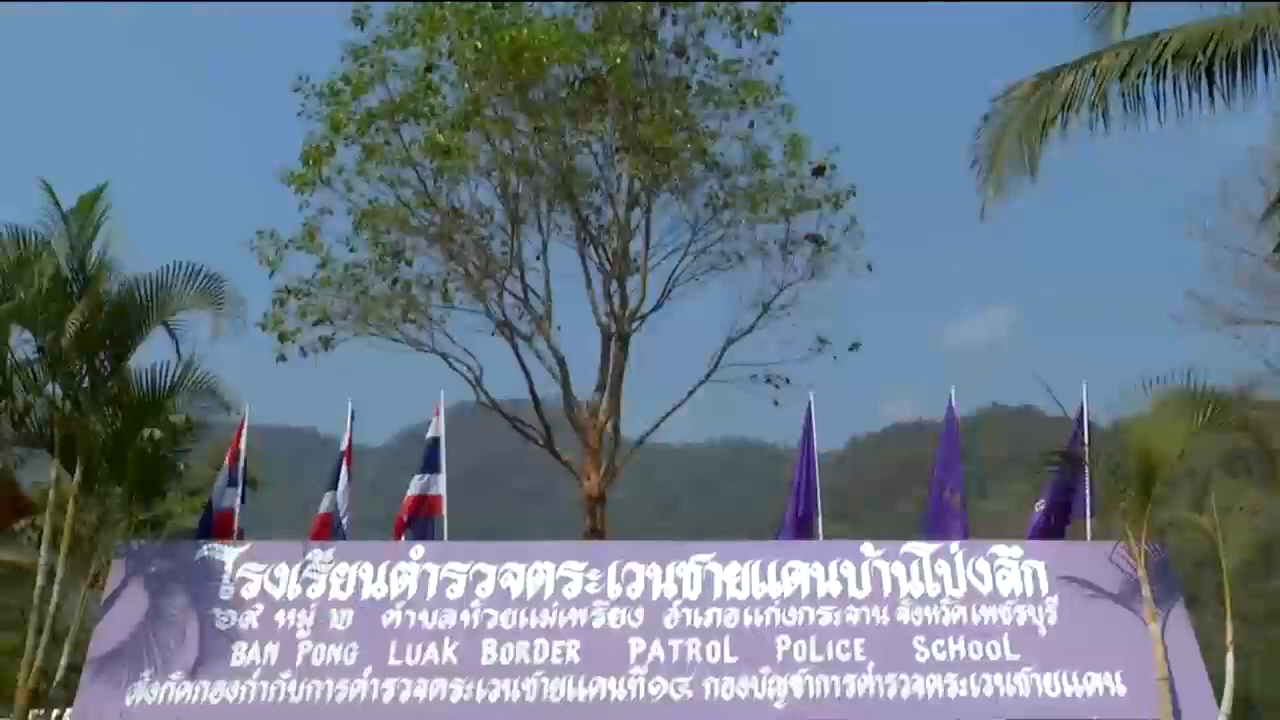 โรงเรียนตำรวจตระเวนชายแดนบ้านโป่งลึก
๖๕ หมู่ ๒ ตำบลห้วยแม่เพรียง อำเภอแก่งกระจาน จังหวัดเพชรบุรี
BAN PONG LUAK BORDER PATROL POLICE SCHOOL
สังกัดกองกำกับการตำรวจตระเวนชายแดนที่๑๔ กองบัญชาการตำรวจตระเวนชายแดน